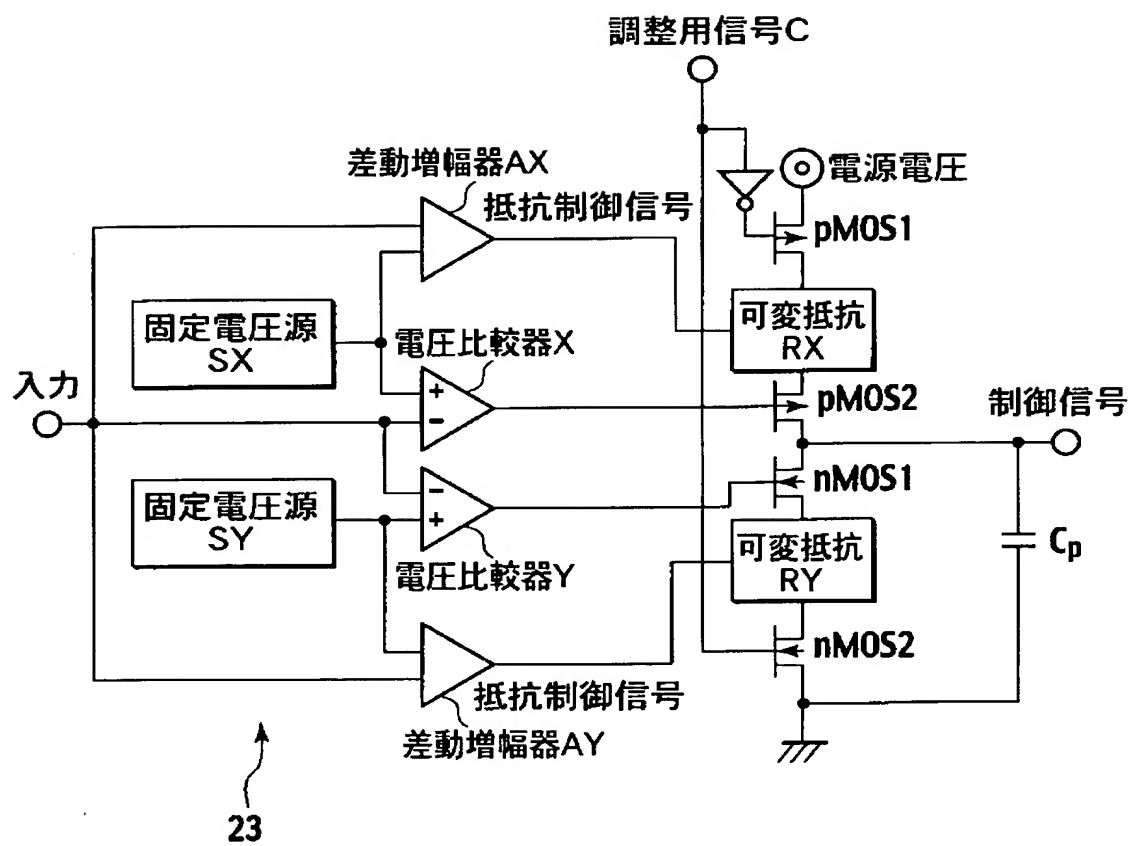 調整用信号C
差動増幅器AX
抵抗制御信号
電源電圧
pMOS1
固定電圧源
SX
電圧比較器X
可変抵抗
RX
入力
+
−
pMOS2
制御信号
固定電圧源
SY
−
+
nMOS1
電圧比較器Y
可変抵抗
RY
Cp
nMOS2
抵抗制御信号
差動増幅器AY
23